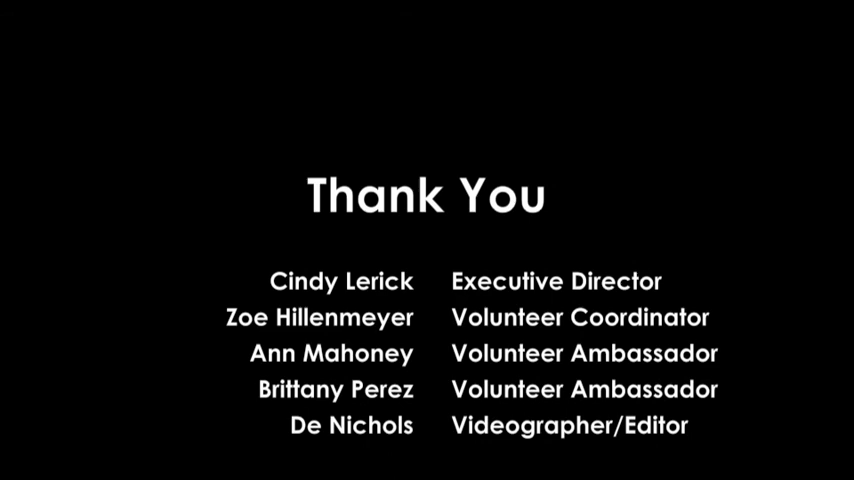 Thank You
Cindy Lerick Executive Director
Zoe Hillenmeyer Volunteer Coordinator
Ann Mahoney Volunteer Ambassador
Brittany Perez Volunteer Ambassador
De Nichols Videographer/Editor